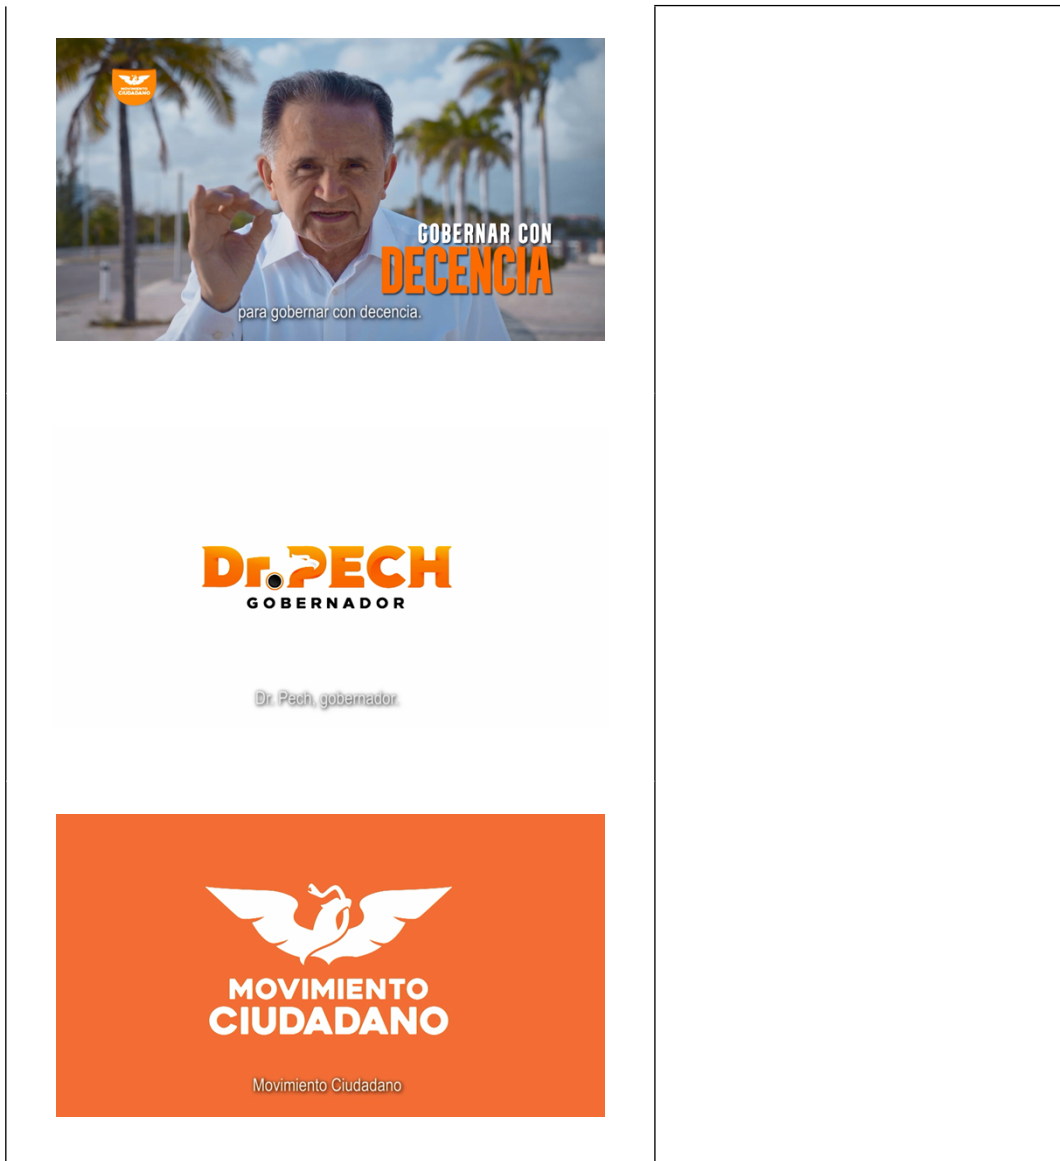 MOVIMIENTO
CIUDADANO
GOBERNAR CON
DECENCIA
para gobernar con decencia.
Dr. PECH
GOBERNADOR
Dr. Pech, gobernador.
MOVIMIENTO
CIUDADANO
Movimiento Ciudadano